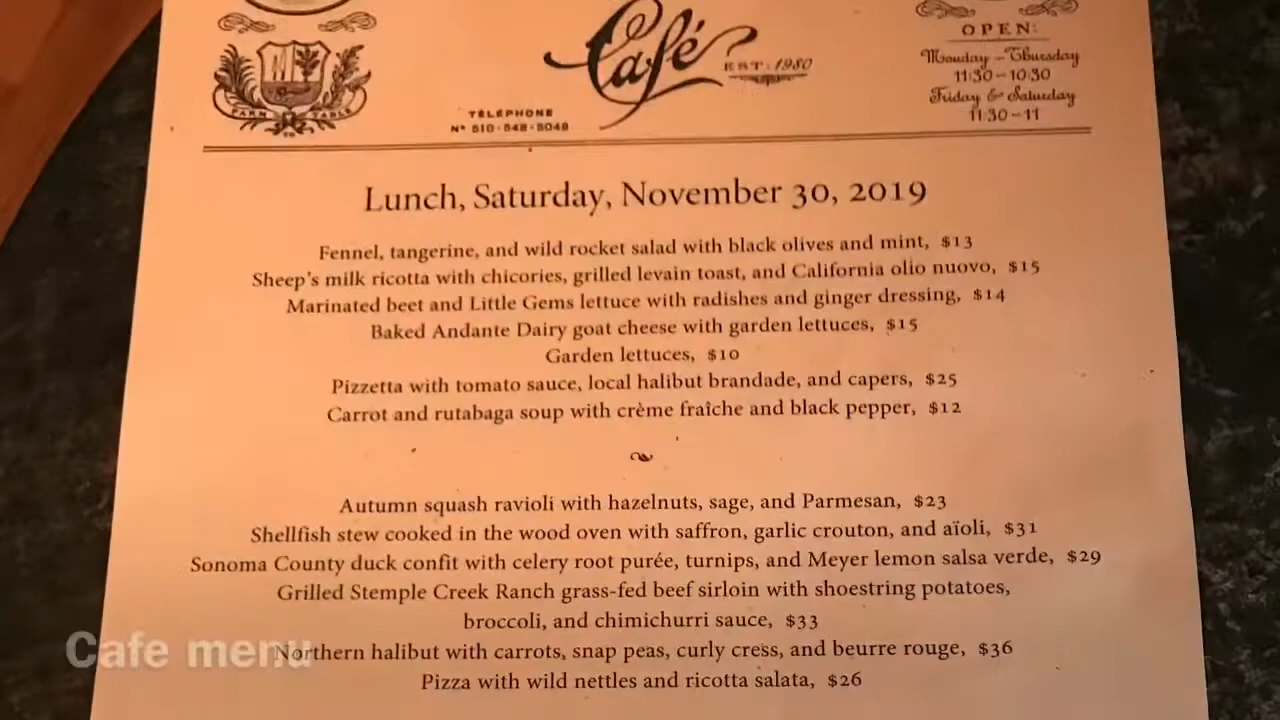 Café
EST. 1980
M
FARM TO TABLE
TÉLÉPHONE
Nº 510·548·5049
OPEN:
Monday – Thursday
11:30 – 10:30
Friday & Saturday
11:30 – 11
Lunch, Saturday, November 30, 2019
Fennel, tangerine, and wild rocket salad with black olives and mint, $13
Sheep's milk ricotta with chicories, grilled levain toast, and California olio nuovo, $15
Marinated beet and Little Gems lettuce with radishes and ginger dressing, $14
Baked Andante Dairy goat cheese with garden lettuces, $15
Garden lettuces, $10
Pizzetta with tomato sauce, local halibut brandade, and capers, $25
Carrot and rutabaga soup with crème fraîche and black pepper, $12
Autumn squash ravioli with hazelnuts, sage, and Parmesan, $23
Shellfish stew cooked in the wood oven with saffron, garlic crouton, and aïoli, $31
Sonoma County duck confit with celery root purée, turnips, and Meyer lemon salsa verde, $29
Grilled Stemple Creek Ranch grass-fed beef sirloin with shoestring potatoes,
broccoli, and chimichurri sauce, $33
Northern halibut with carrots, snap peas, curly cress, and beurre rouge, $36
Pizza with wild nettles and ricotta salata, $26
Cafe menu